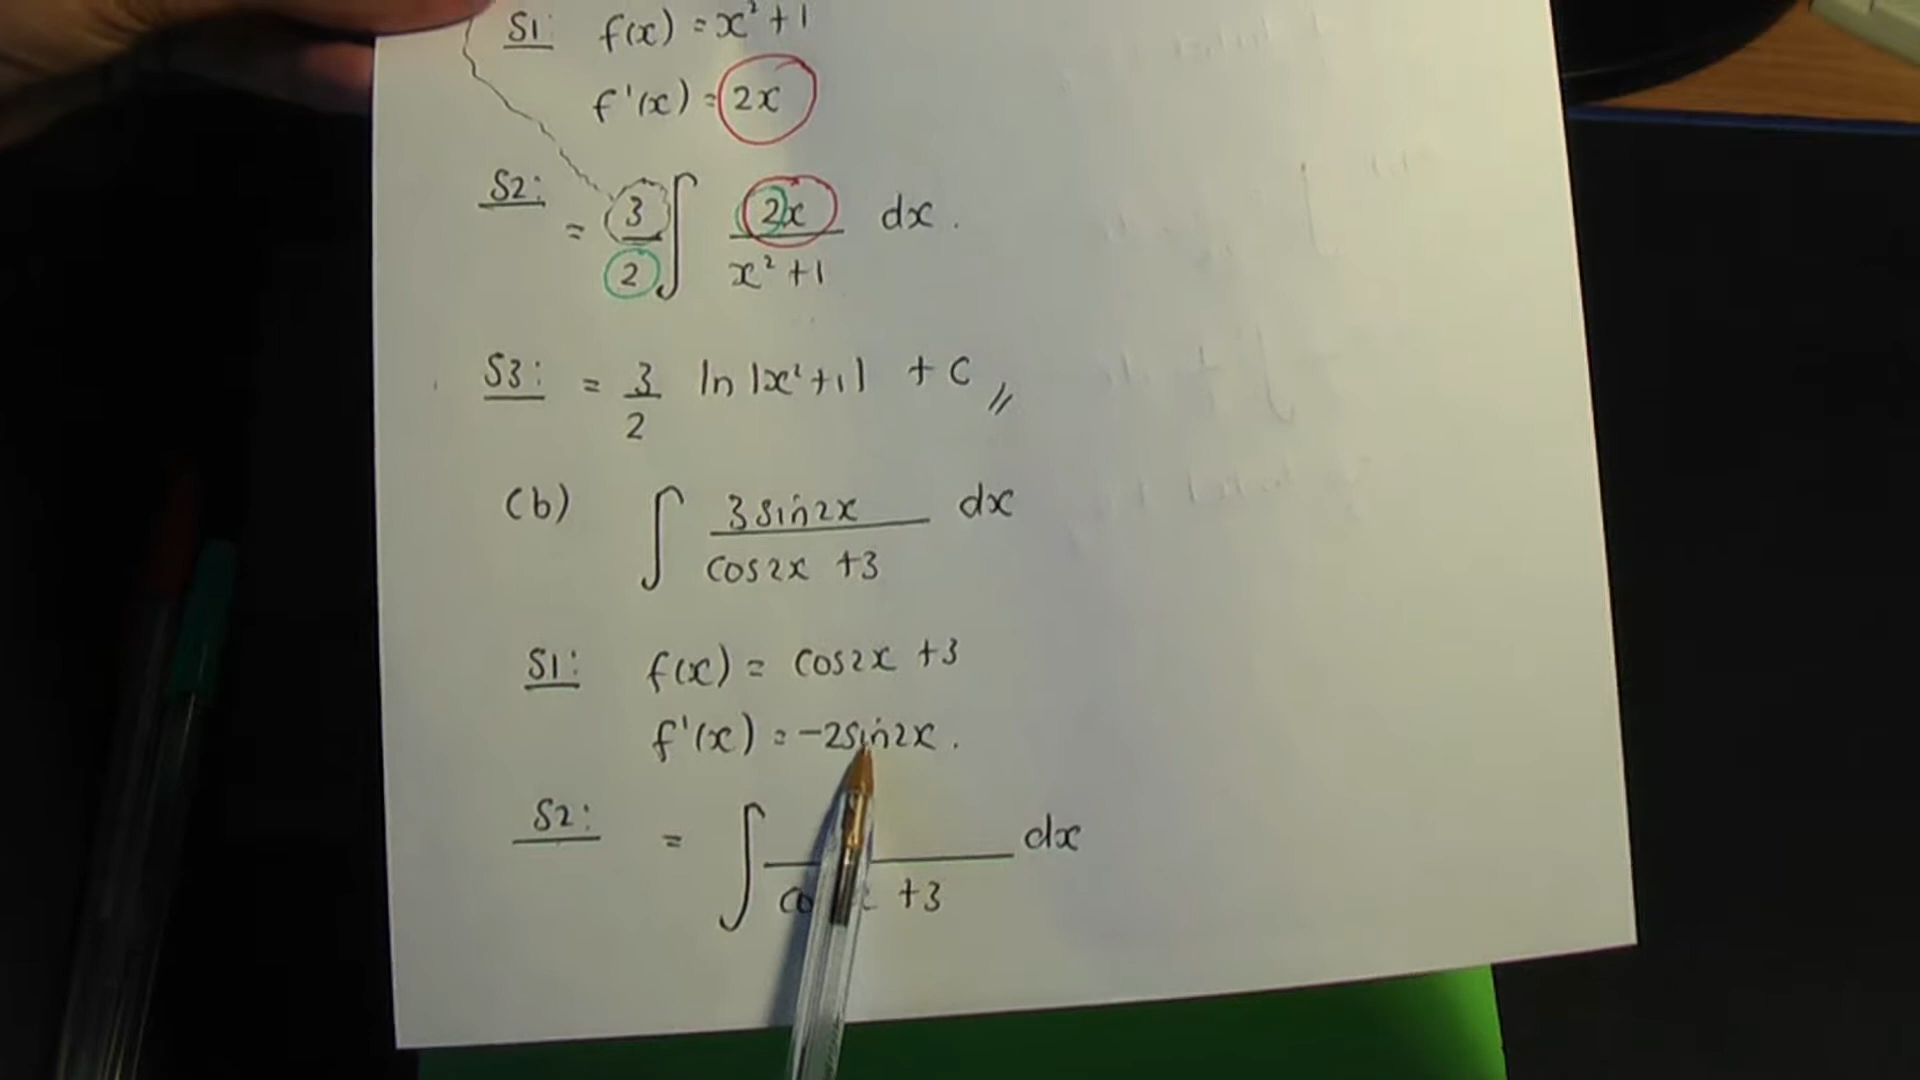 S1: f(x) = x² + 1
f'(x) = 2x
S2: = 3/2 ∫ 2x/(x² + 1) dx.
S3: = 3/2 ln |x² + 1| + C //
(b) ∫ 3sin2x/(cos2x + 3) dx
S1: f(x) = cos2x + 3
f'(x) = -2sin2x.
S2: = ∫ /(co + 3) dx